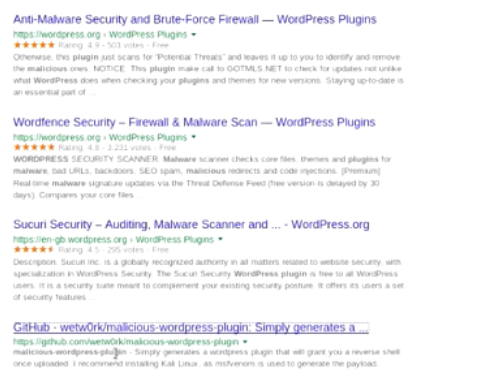 Anti-Malware Security and Brute-Force Firewall — WordPress Plugins
https://wordpress.org › WordPress Plugins ▼
★★★★★ Rating: 4.9 - 503 votes - Free
Otherwise, this plugin just scans for "Potential Threats" and leaves it up to you to identify and remove
the malicious ones. NOTICE: This plugin make call to GOTMLS.NET to check for updates not unlike
what WordPress does when checking your plugins and themes for new versions. Staying up-to-date is
an essential part of ...
Wordfence Security – Firewall & Malware Scan — WordPress Plugins
https://wordpress.org › WordPress Plugins ▼
★★★★★ Rating: 4.8 - 3,231 votes - Free
WORDPRESS SECURITY SCANNER. Malware scanner checks core files, themes and plugins for
malware, bad URLs, backdoors, SEO spam, malicious redirects and code injections. [Premium]
Real-time malware signature updates via the Threat Defense Feed (free version is delayed by 30
days). Compares your core files ...
Sucuri Security – Auditing, Malware Scanner and ... - WordPress.org
https://en-gb.wordpress.org › WordPress Plugins ▼
Rating: 4.5 - 295 votes - Free
Description. Sucuri Inc. is a globally recognized authority in all matters related to website security, with
specialization in WordPress Security. The Sucuri Security WordPress plugin is free to all WordPress
users. It is a security suite meant to complement your existing security posture. It offers its users a set
of security features ...
GitHub - wetw0rk/malicious-wordpress-plugin: Simply generates a ...
https://github.com/wetw0rk/malicious-wordpress-plugin ▼
malicious-wordpress-plugin - Simply generates a wordpress plugin that will grant you a reverse shell
once uploaded. I recommend installing Kali Linux, as msfvenom is used to generate the payload.